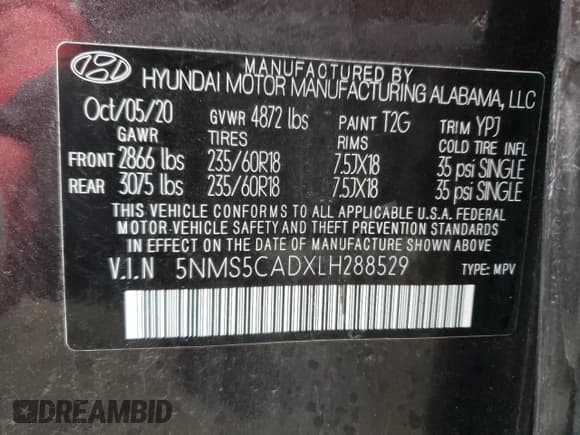 MANUFACTURED BY
HYUNDAI MOTOR MANUFACTURING ALABAMA, LLC
Oct/05/20 GVWR 4872 lbs PAINT T2G TRIM YPJ
GAWR TIRES RIMS COLD TIRE INFL
FRONT 2866 lbs 235/60R18 7.5JX18 35 psi SINGLE
REAR 3075 lbs 235/60R18 7.5JX18 35 psi SINGLE
THIS VEHICLE CONFORMS TO ALL APPLICABLE U.S.A. FEDERAL
MOTOR-VEHICLE SAFETY AND THEFT PREVENTION STANDARDS
IN EFFECT ON THE DATE OF MANUFACTURE SHOWN ABOVE.
V.I.N 5NMS5CADXLH288529 TYPE: MPV
DREAMBID